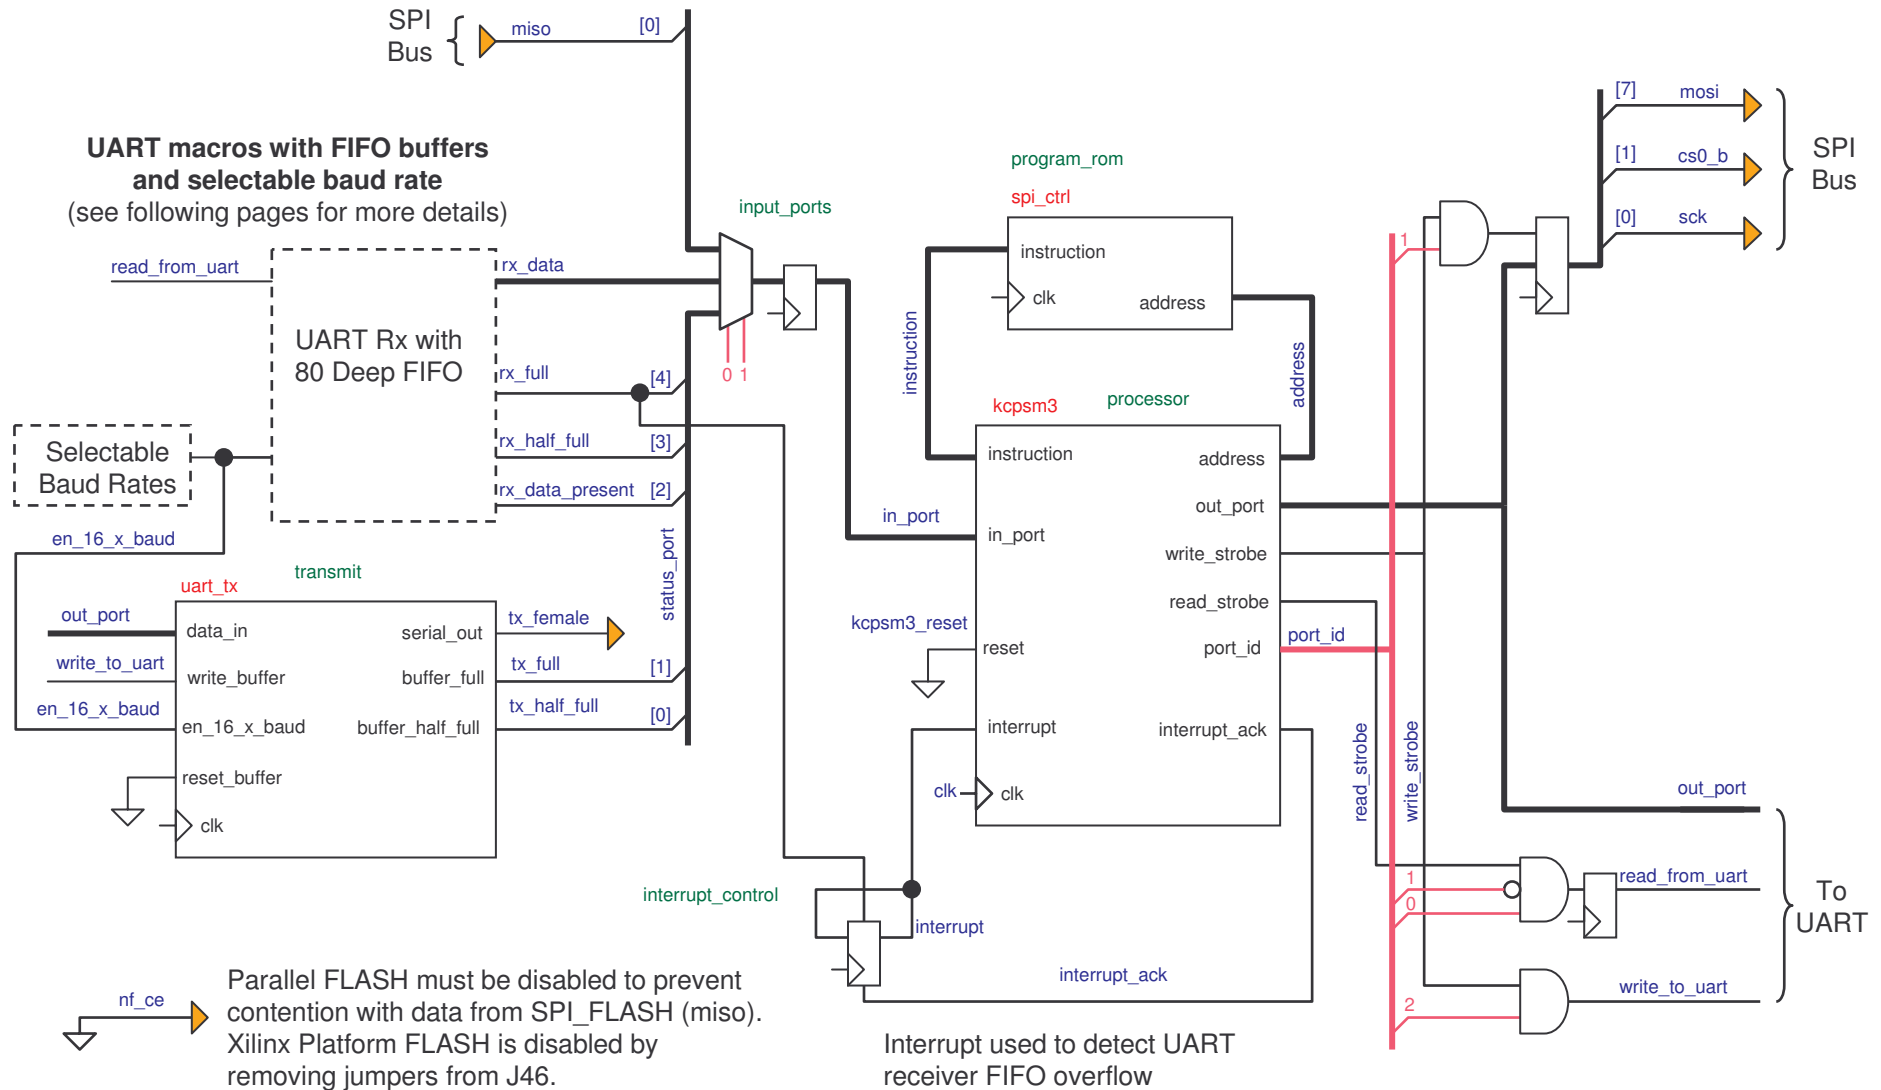 SPI
Bus
miso
[0]
UART macros with FIFO buffers
and selectable baud rate
(see following pages for more details)
read_from_uart
UART Rx with
80 Deep FIFO
rx_data
rx_full
[4]
rx_half_full
[3]
rx_data_present
[2]
Selectable
Baud Rates
en_16_x_baud
transmit
uart_tx
out_port
data_in
write_to_uart
write_buffer
en_16_x_baud
en_16_x_baud
reset_buffer
clk
serial_out
tx_female
buffer_full
tx_full
[1]
buffer_half_full
tx_half_full
[0]
status_port
input_ports
0 1
program_rom
spi_ctrl
instruction
clk
address
instruction
address
kcpsm3
processor
instruction
address
out_port
in_port
in_port
write_strobe
read_strobe
kcpsm3_reset
reset
port_id
port_id
interrupt
interrupt_ack
clk
clk
read_strobe
write_strobe
interrupt_control
interrupt
interrupt_ack
1
[7]
mosi
[1]
cs0_b
[0]
sck
SPI
Bus
out_port
1
0
read_from_uart
2
write_to_uart
To
UART
nf_ce
Parallel FLASH must be disabled to prevent
contention with data from SPI_FLASH (miso).
Xilinx Platform FLASH is disabled by
removing jumpers from J46.
Interrupt used to detect UART
receiver FIFO overflow